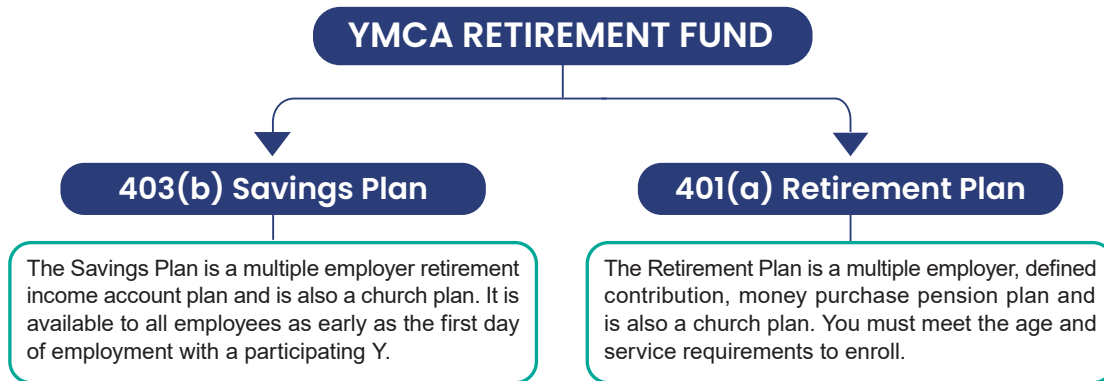 YMCA RETIREMENT FUND
403(b) Savings Plan
The Savings Plan is a multiple employer retirement
income account plan and is also a church plan. It is
available to all employees as early as the first day
of employment with a participating Y.
401(a) Retirement Plan
The Retirement Plan is a multiple employer, defined
contribution, money purchase pension plan and
is also a church plan. You must meet the age and
service requirements to enroll.